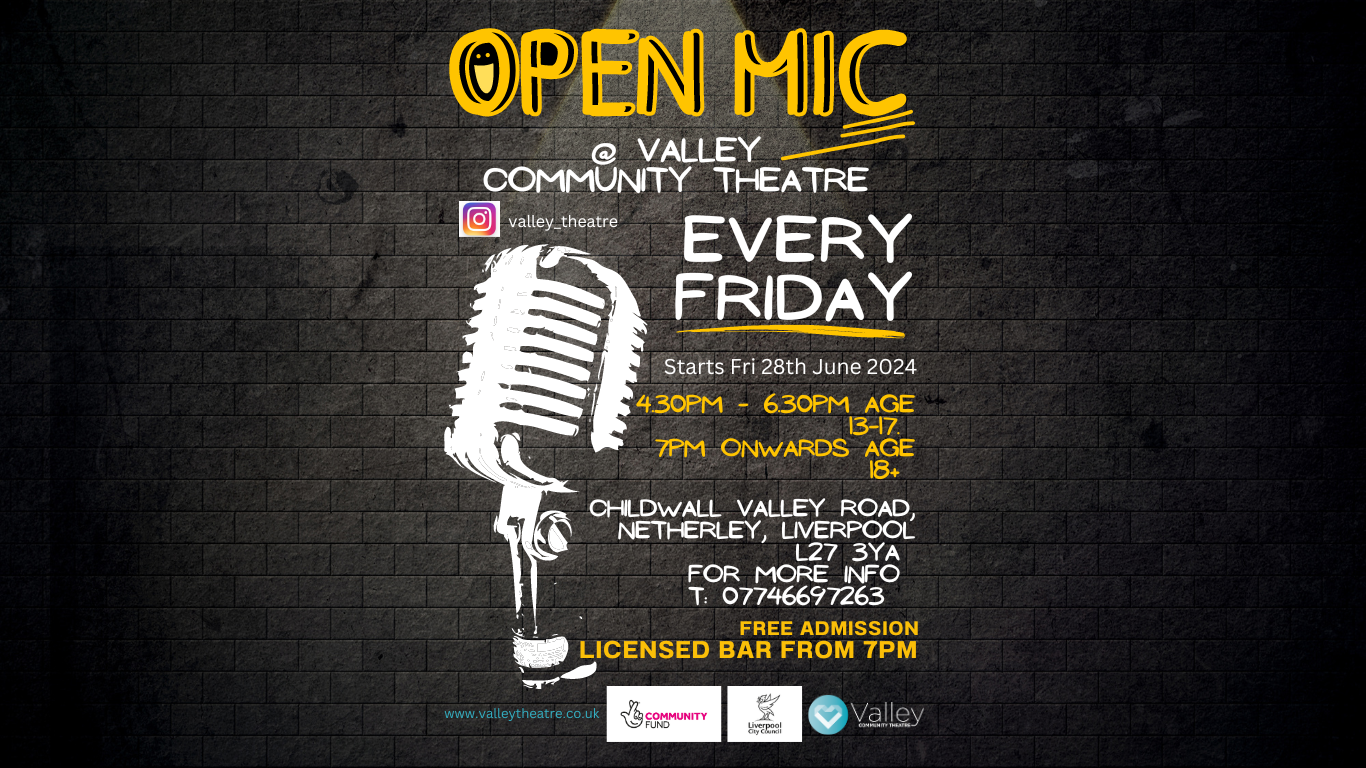 OPEN MIC
@ VALLEY
COMMUNITY THEATRE
valley_theatre
EVERY
FRIDAY
Starts Fri 28th June 2024
4.30PM - 6.30PM AGE
13-17.
7PM ONWARDS AGE
18+
CHILDWALL VALLEY ROAD,
NETHERLEY, LIVERPOOL
L27 3YA
FOR MORE INFO
T: 07746697263
FREE ADMISSION
LICENSED BAR FROM 7PM
www.valleytheatre.co.uk
COMMUNITY
FUND
Liverpool
City Council
Valley
COMMUNITY THEATRE